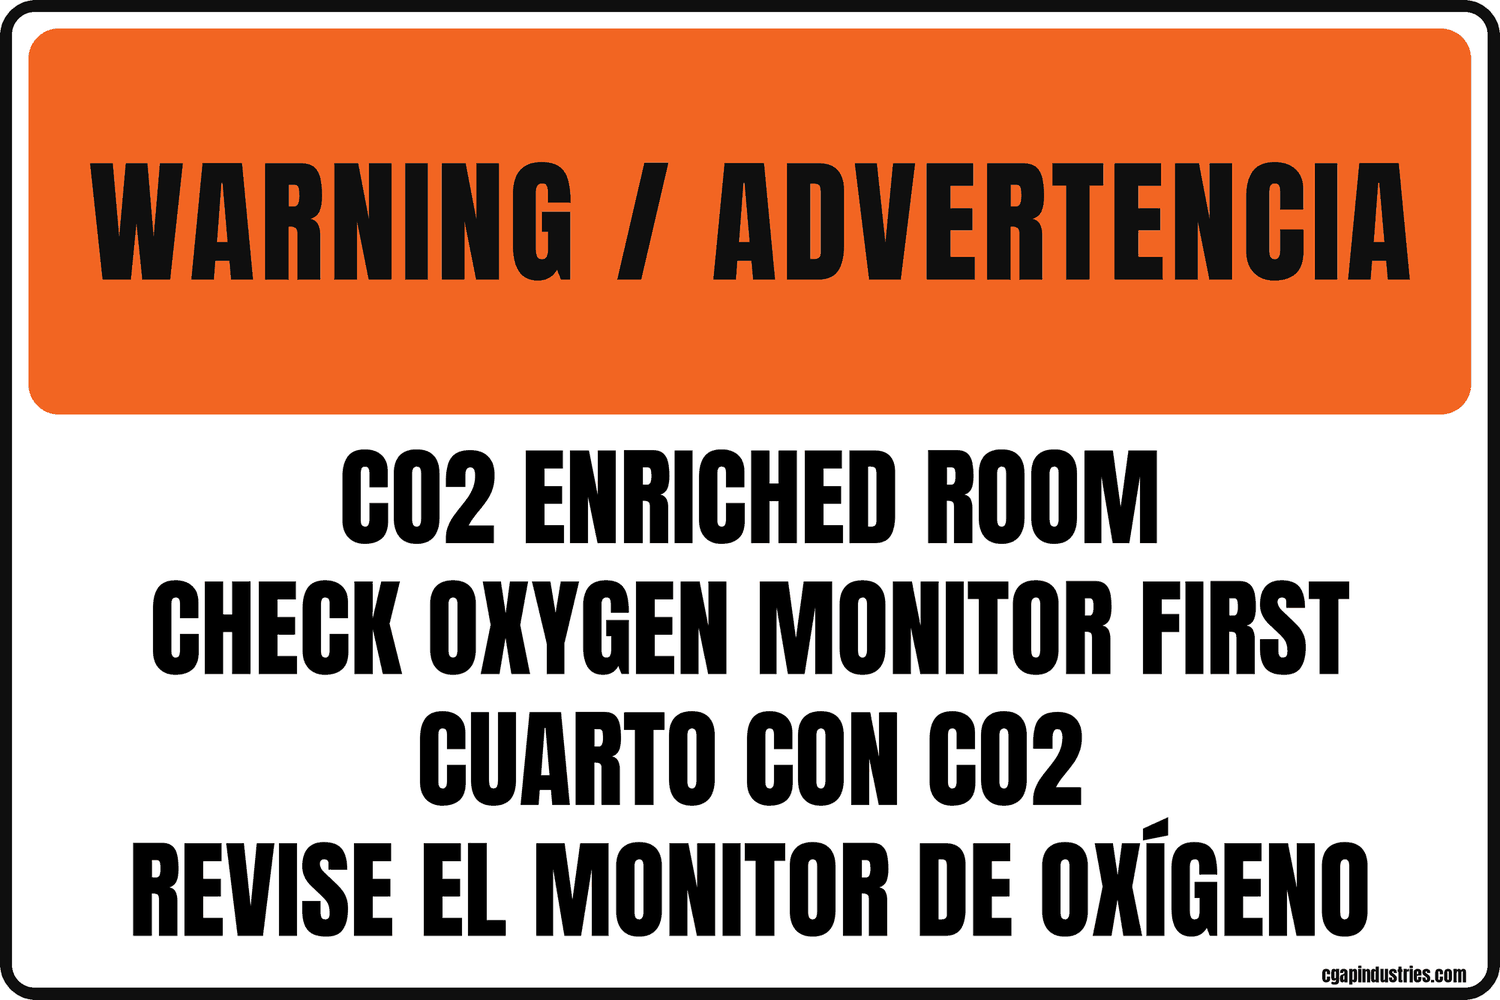 WARNING / ADVERTENCIA
CO2 ENRICHED ROOM
CHECK OXYGEN MONITOR FIRST
CUARTO CON CO2
REVISE EL MONITOR DE OXÍGENO
cgapindustries.com